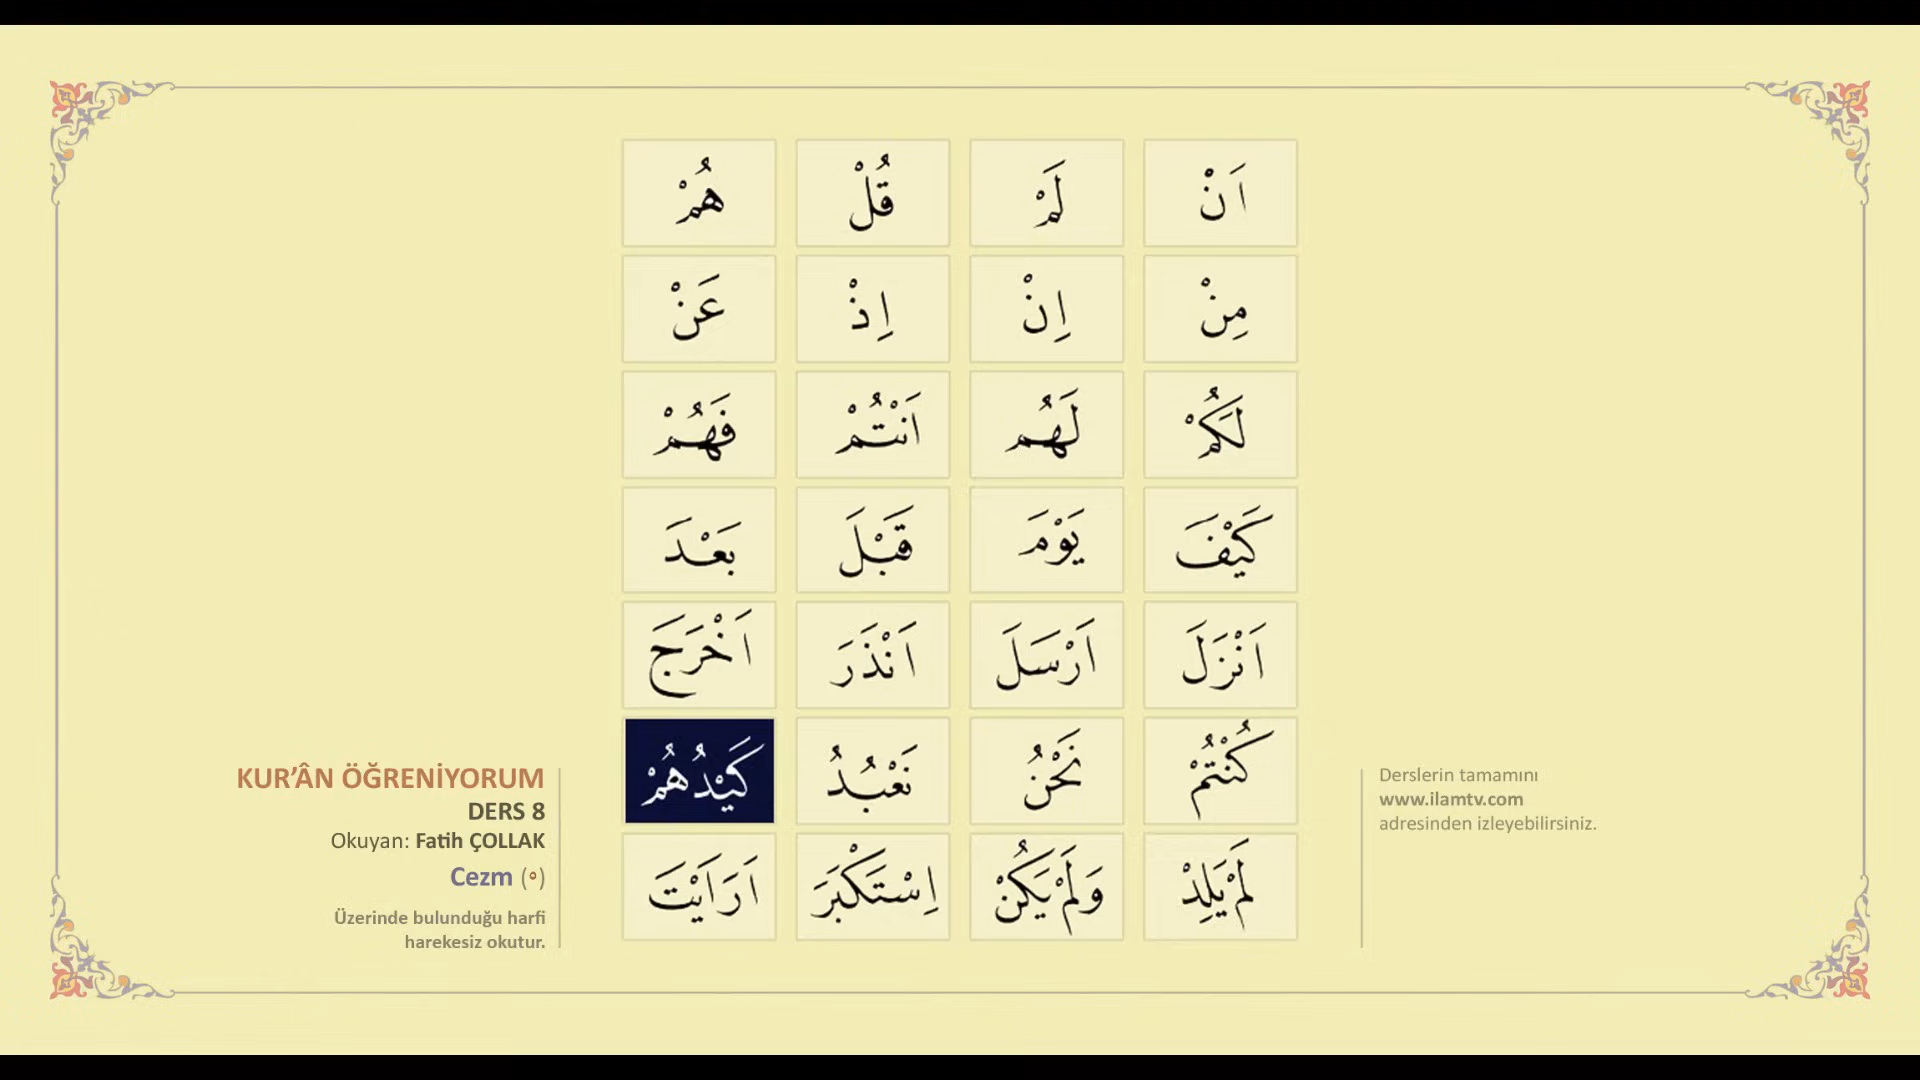 اَنْ لَمْ قُلْ هُمْ
مِنْ اِنْ اِذْ عَنْ
لَكُمْ لَهُمْ اَنْتُمْ فَهُمْ
كَيْفَ يَوْمَ قَبْلَ بَعْدَ
اَنْزَلَ اَرْسَلَ اَنْذَرَ اَخْرَجَ
كُنْتُمْ نَحْنُ نَعْبُدُ كَيْدُهُمْ
لَمْ يَلِدْ وَلَمْ يَكُنْ اِسْتَكْبَرَ اَرَاَيْتَ
KUR’ÂN ÖĞRENİYORUM
DERS 8
Okuyan: Fatih ÇOLLAK
Cezm (ْ)
Üzerinde bulunduğu harfi
harekesiz okutur.
Derslerin tamamını
www.ilamtv.com
adresinden izleyebilirsiniz.